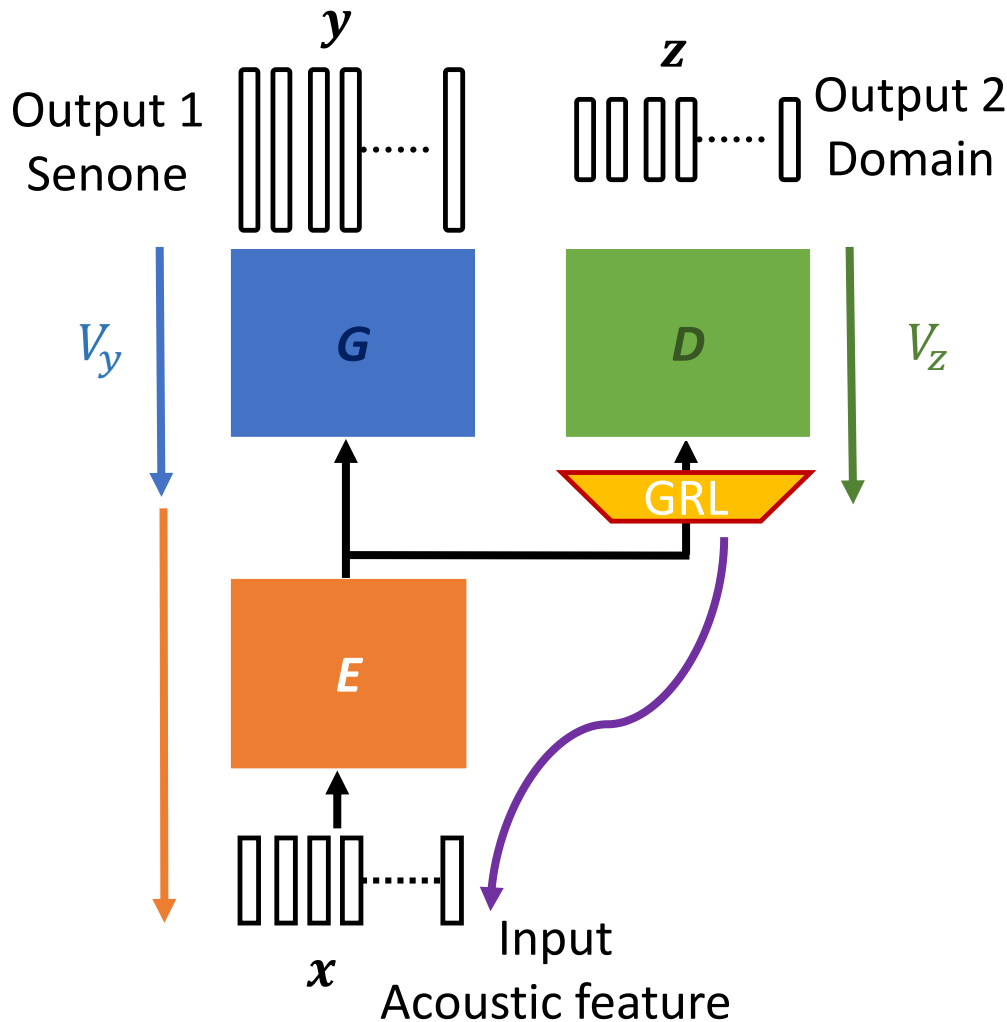 y
z
Output 1
Senone
Output 2
Domain
V_y
G
D
V_z
GRL
E
x
Input
Acoustic feature